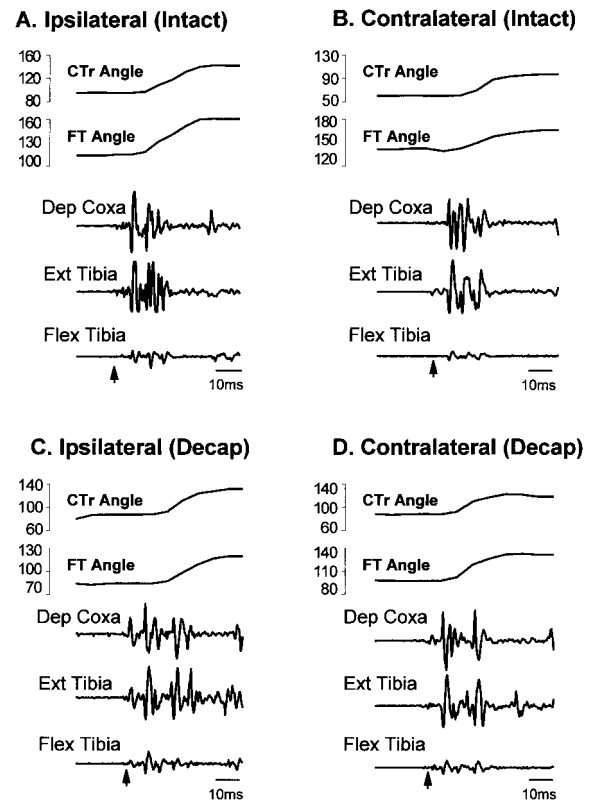 A. Ipsilateral (Intact)
160
120
80
CTr Angle
160
130
100
FT Angle
Dep Coxa
Ext Tibia
Flex Tibia
10ms
B. Contralateral (Intact)
130
90
50
CTr Angle
180
150
120
FT Angle
Dep Coxa
Ext Tibia
Flex Tibia
10ms
C. Ipsilateral (Decap)
140
100
60
CTr Angle
130
100
70
FT Angle
Dep Coxa
Ext Tibia
Flex Tibia
10ms
D. Contralateral (Decap)
140
100
60
CTr Angle
140
110
80
FT Angle
Dep Coxa
Ext Tibia
Flex Tibia
10ms